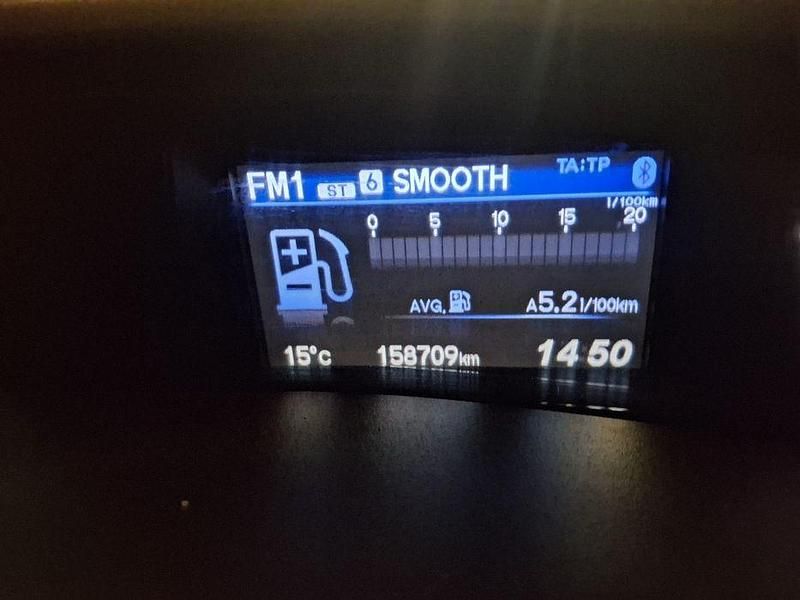 FM1 ST 6 SMOOTH TA:TP
l/100km
0 5 10 15 20
AVG. A5.2l/100km
15°C 158709km 14 50